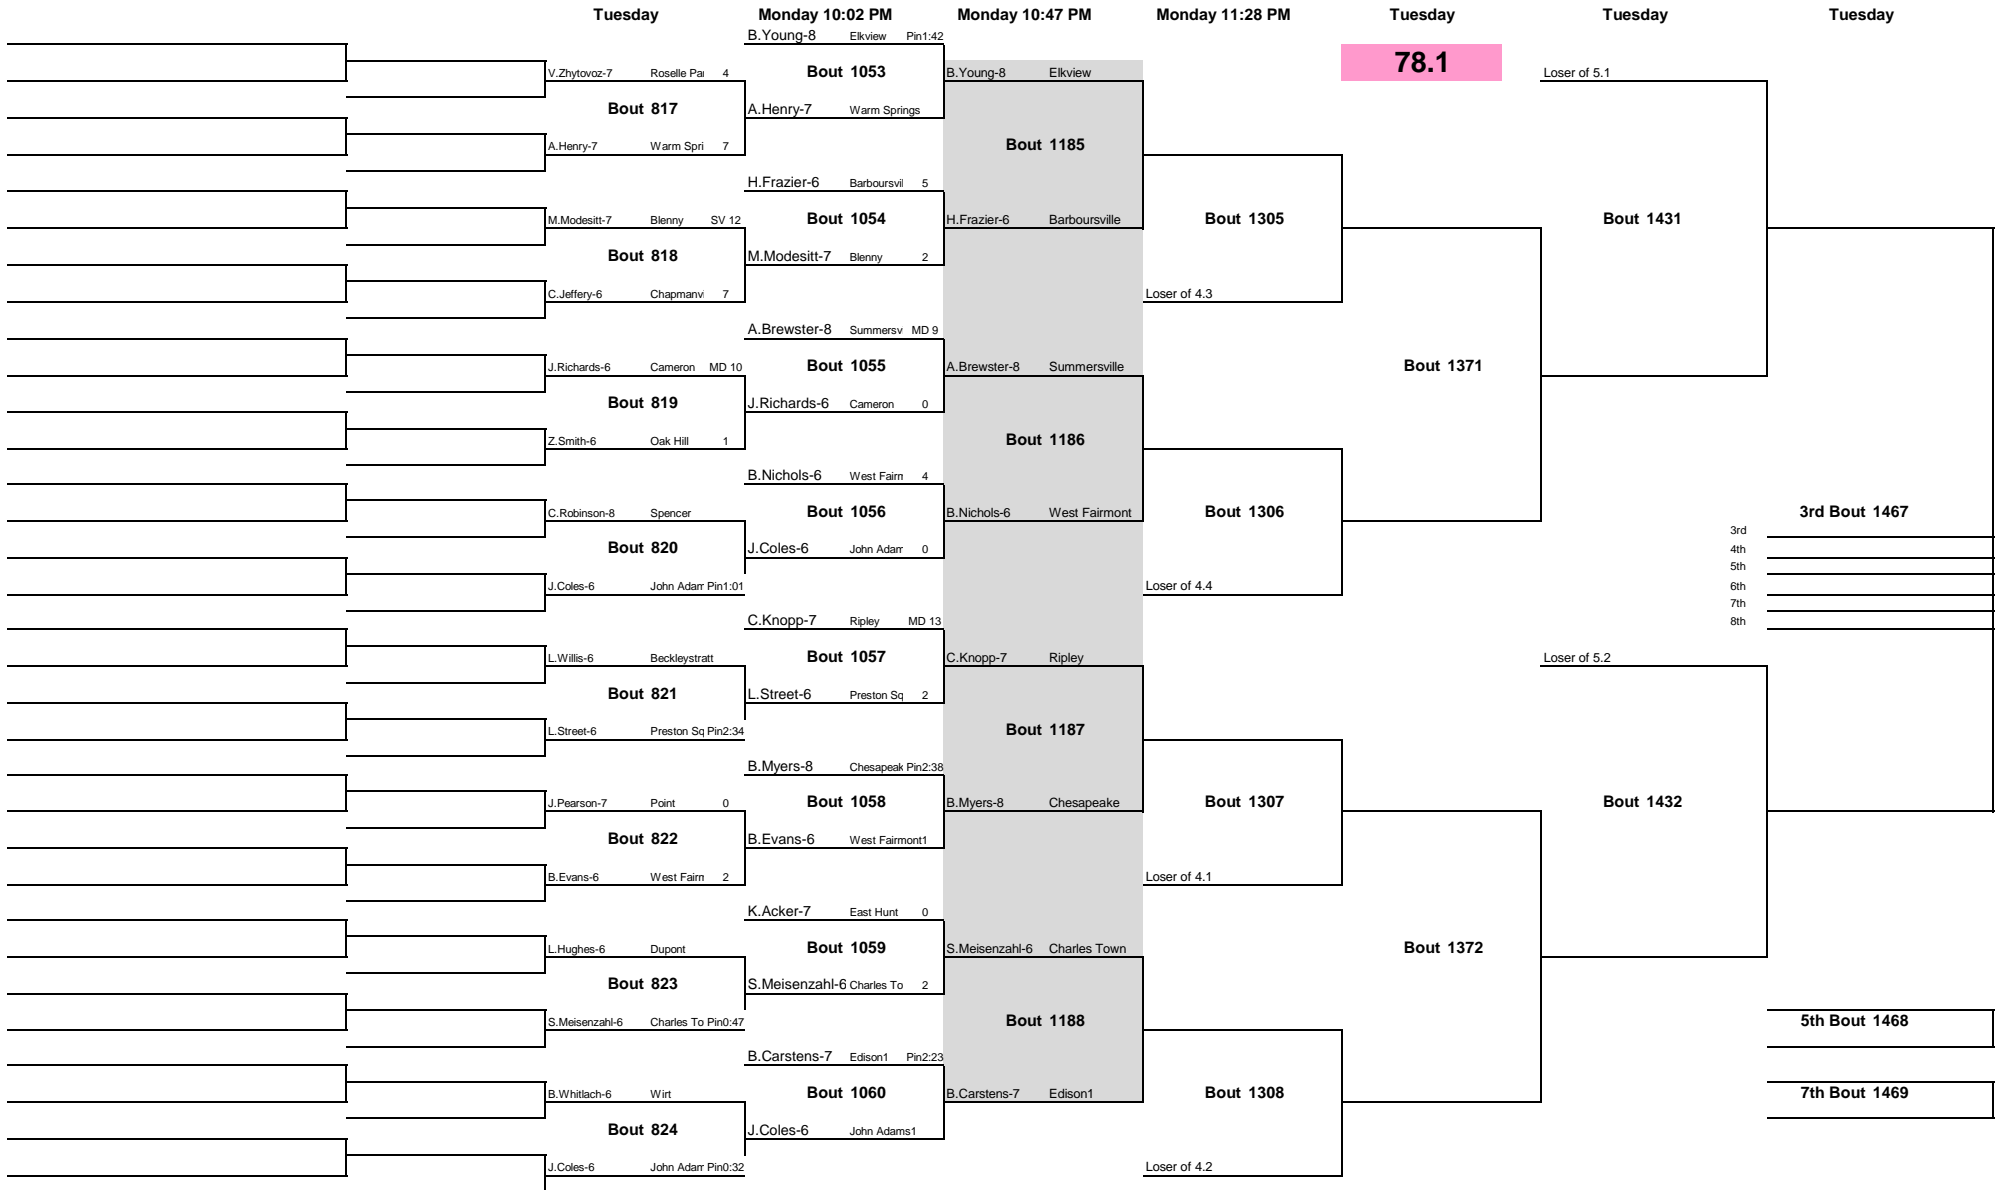 Tuesday Monday 10:02 PM Monday 10:47 PM Monday 11:28 PM Tuesday Tuesday Tuesday
B.Young-8 Elkview Pin1:42
78.1
V.Zhytovoz-7 Roselle Pa 4 Bout 1053 B.Young-8 Elkview Loser of 5.1
Bout 817 A.Henry-7 Warm Springs
A.Henry-7 Warm Spri 7 Bout 1185
H.Frazier-6 Barboursvil 5
M.Modesitt-7 Blenny SV 12 Bout 1054 H.Frazier-6 Barboursville Bout 1305 Bout 1431
Bout 818 M.Modesitt-7 Blenny 2
C.Jeffery-6 Chapmanvi 7 Loser of 4.3
A.Brewster-8 Summersv MD 9
J.Richards-6 Cameron MD 10 Bout 1055 A.Brewster-8 Summersville Bout 1371
Bout 819 J.Richards-6 Cameron 0
Z.Smith-6 Oak Hill 1 Bout 1186
B.Nichols-6 West Fairm 4
C.Robinson-8 Spencer Bout 1056 B.Nichols-6 West Fairmont Bout 1306 3rd Bout 1467
3rd
Bout 820 J.Coles-6 John Adam 0 4th
5th
J.Coles-6 John Adam Pin1:01 Loser of 4.4 6th
7th
C.Knopp-7 Ripley MD 13 8th
L.Willis-6 Beckleystratt Bout 1057 C.Knopp-7 Ripley Loser of 5.2
Bout 821 L.Street-6 Preston Sq 2
L.Street-6 Preston Sq Pin2:34 Bout 1187
B.Myers-8 Chesapeak Pin2:38
J.Pearson-7 Point 0 Bout 1058 B.Myers-8 Chesapeake Bout 1307 Bout 1432
Bout 822 B.Evans-6 West Fairmont1
B.Evans-6 West Fairm 2 Loser of 4.1
K.Acker-7 East Hunt 0
L.Hughes-6 Dupont Bout 1059 S.Meisenzahl-6 Charles Town Bout 1372
Bout 823 S.Meisenzahl-6 Charles To 2
S.Meisenzahl-6 Charles To Pin0:47 Bout 1188 5th Bout 1468
B.Carstens-7 Edison1 Pin2:23
B.Whitlach-6 Wirt Bout 1060 B.Carstens-7 Edison1 Bout 1308 7th Bout 1469
Bout 824 J.Coles-6 John Adams1
J.Coles-6 John Adam Pin0:32 Loser of 4.2